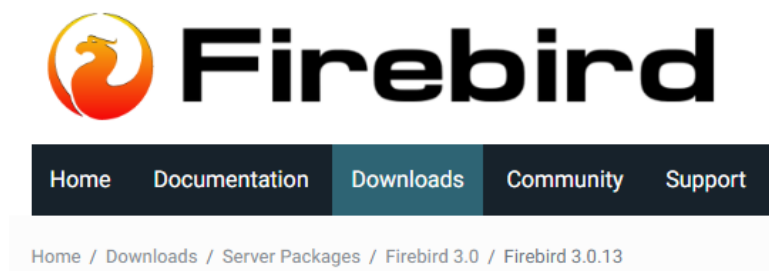 Firebird
Home Documentation Downloads Community Support
Home / Downloads / Server Packages / Firebird 3.0 / Firebird 3.0.13